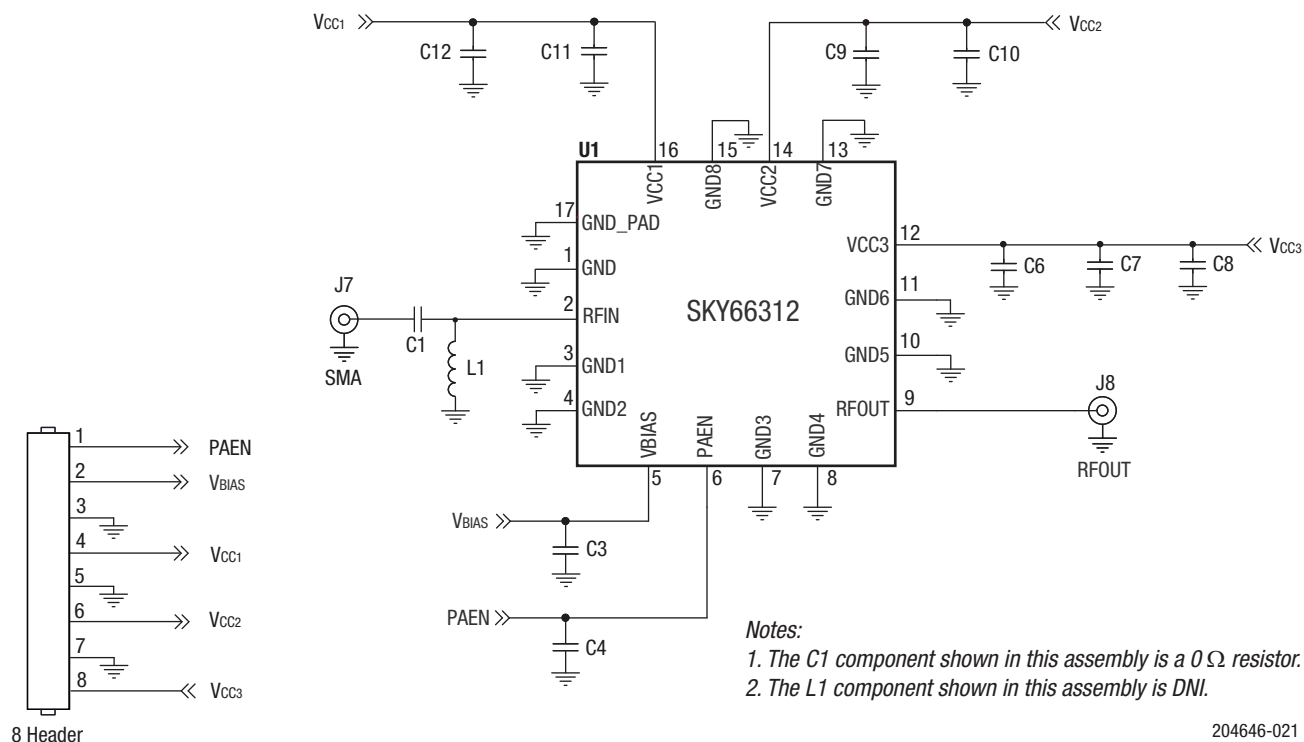 VCC1
C12
C11
C9
C10
VCC2
U1
16
15
14
13
VCC1
GND8
VCC2
GND7
17
GND_PAD
1
GND
2
RFIN
3
GND1
4
GND2
SKY66312
VCC3
12
GND6
11
GND5
10
RFOUT
9
C6
C7
C8
VCC3
J7
SMA
C1
L1
J8
RFOUT
VBIAS
PAEN
GND3
GND4
5
6
7
8
VBIAS
C3
PAEN
C4
1
PAEN
2
VBIAS
3
4
VCC1
5
6
VCC2
7
8
VCC3
8 Header
Notes:
1. The C1 component shown in this assembly is a 0 Ω resistor.
2. The L1 component shown in this assembly is DNI.
204646-021